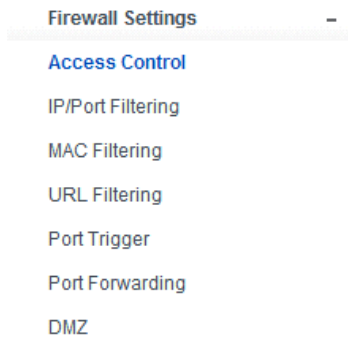 Firewall Settings –
Access Control
IP/Port Filtering
MAC Filtering
URL Filtering
Port Trigger
Port Forwarding
DMZ